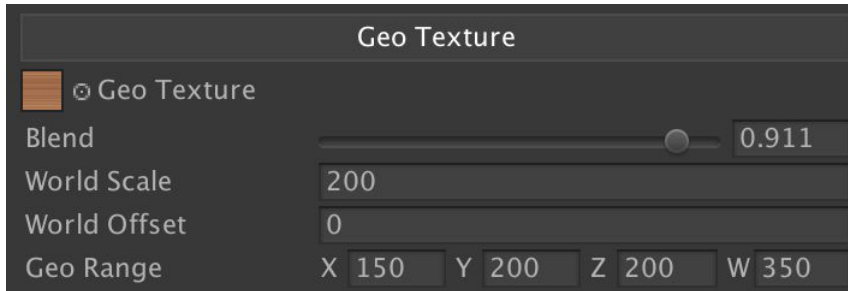 Geo Texture
Geo Texture
Blend 0.911
World Scale 200
World Offset 0
Geo Range X 150 Y 200 Z 200 W 350